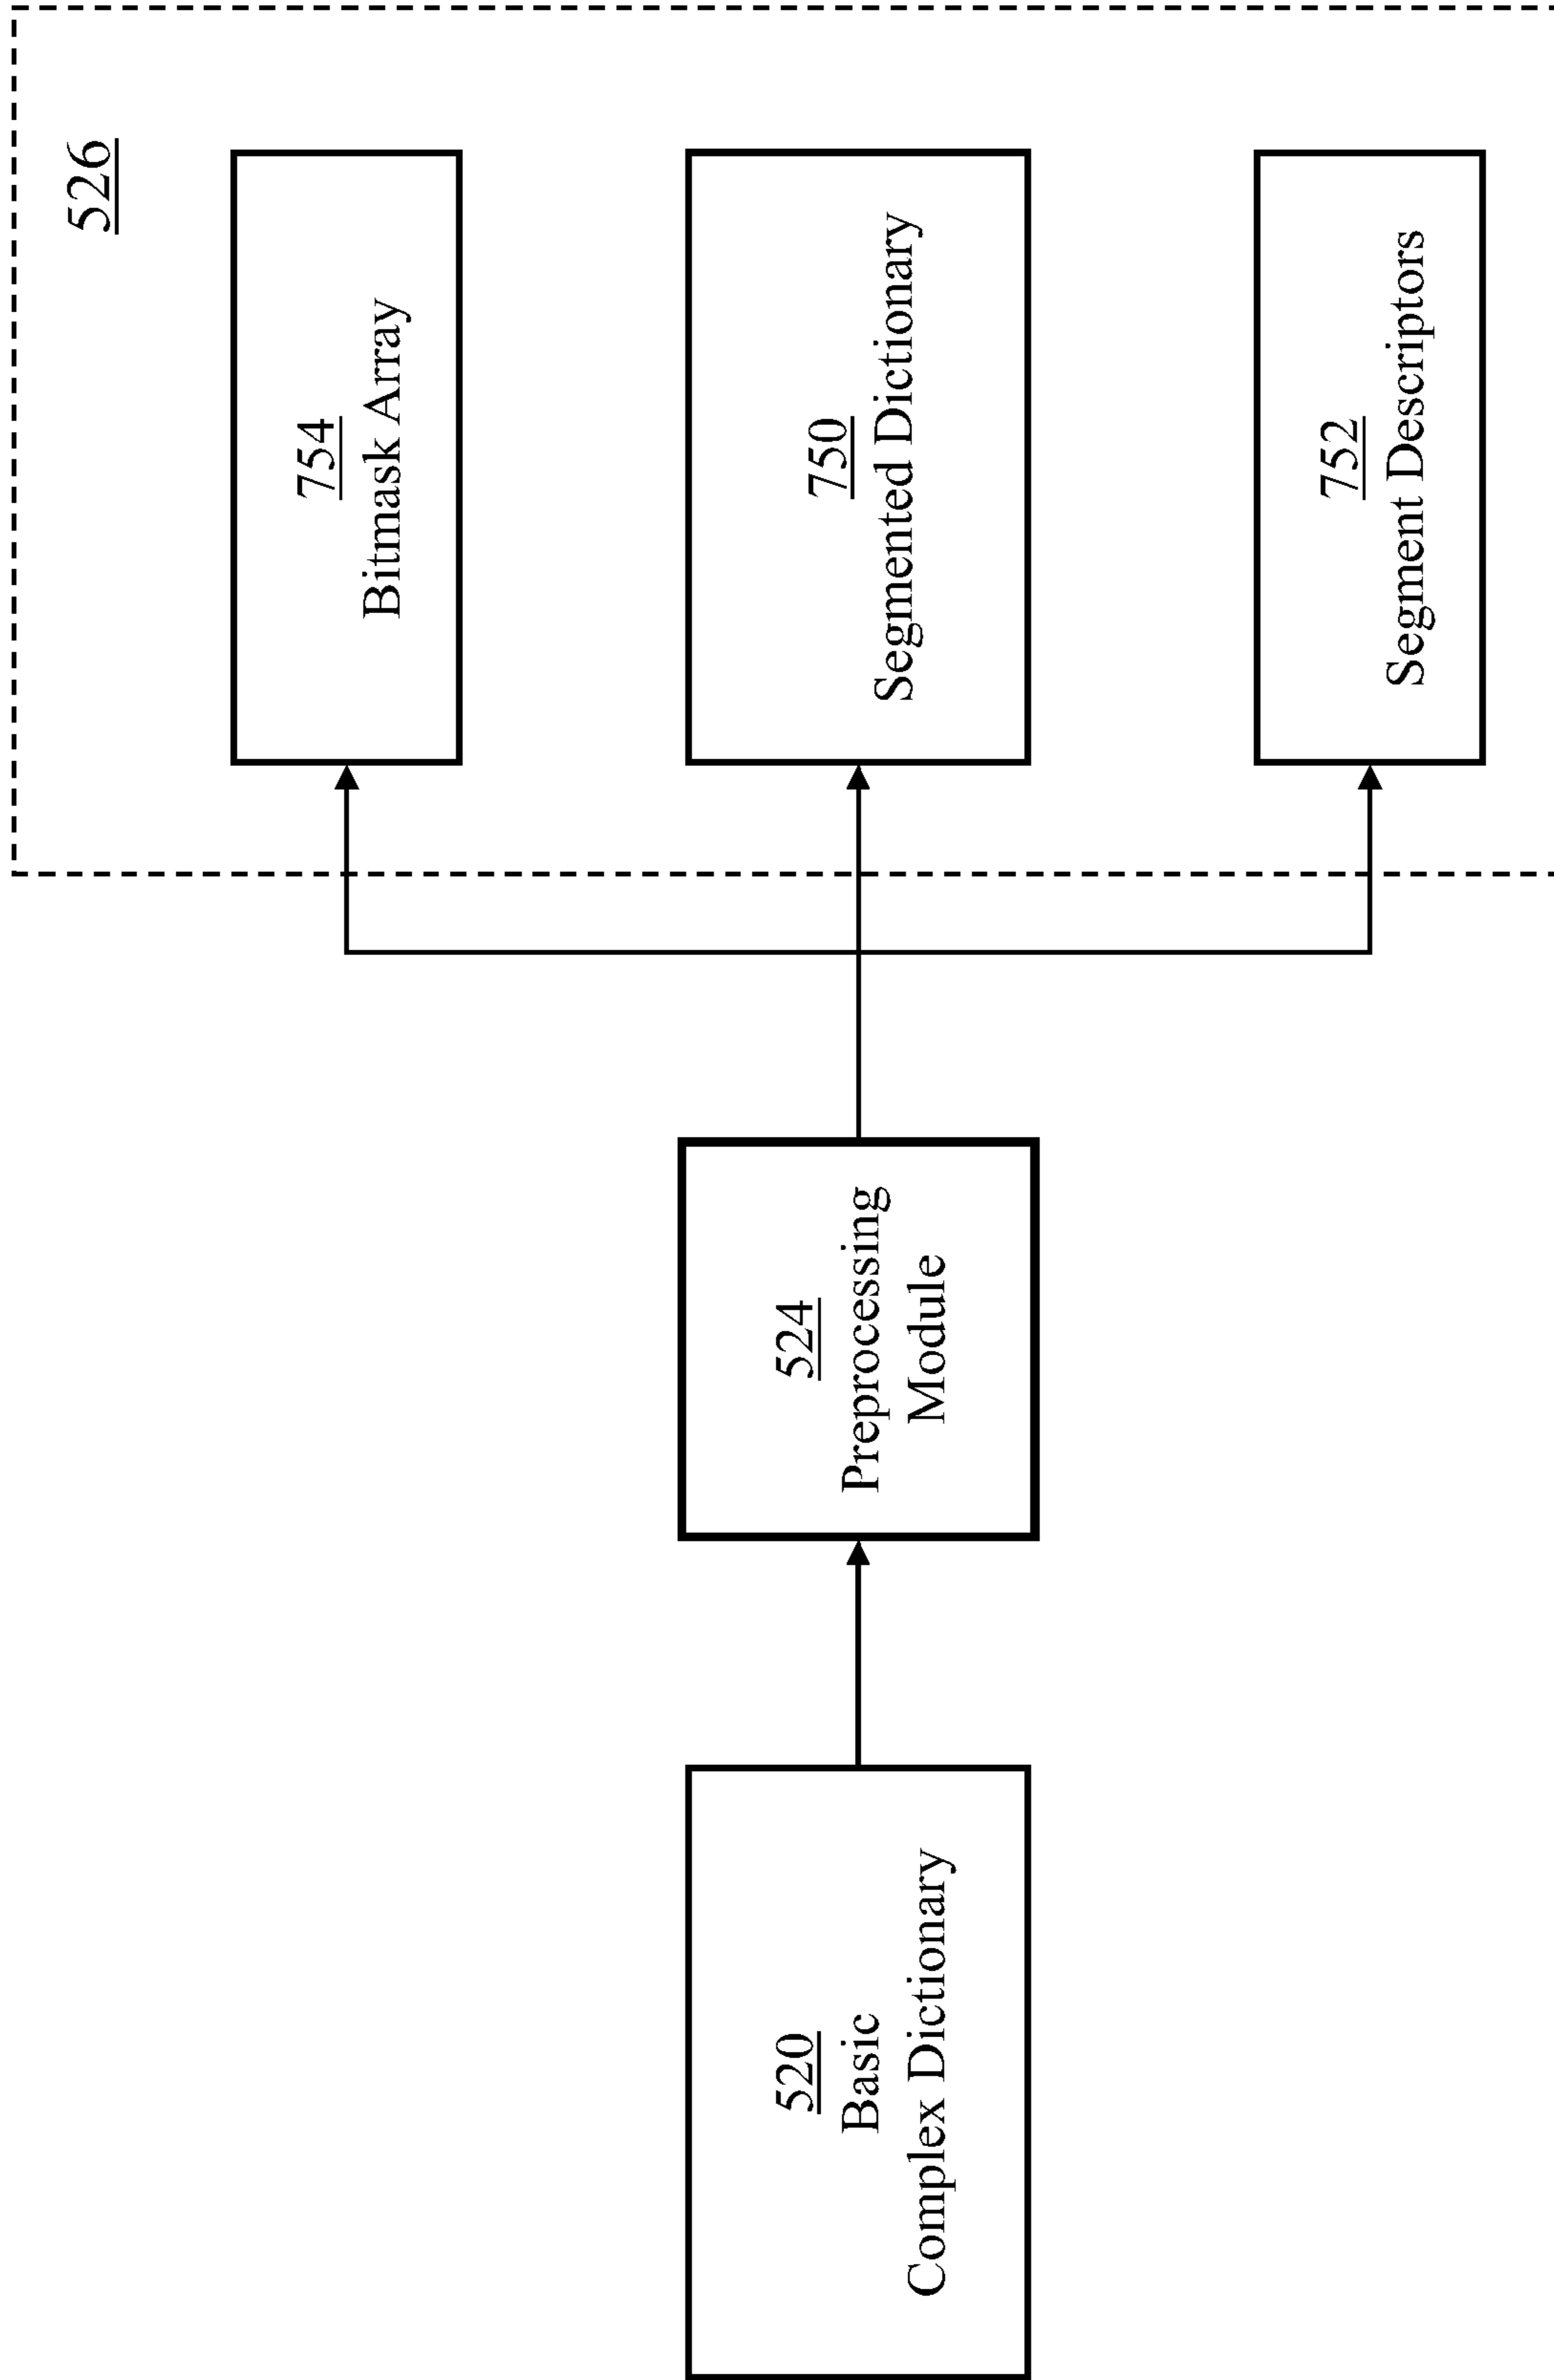 526
754
Bitmask Array
750
Segmented Dictionary
752
Segment Descriptors
524
Preprocessing
Module
520
Basic
Complex Dictionary